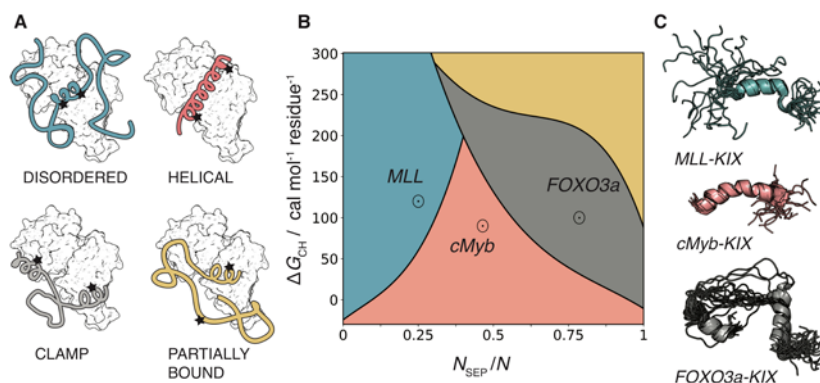 A
DISORDERED
HELICAL
CLAMP
PARTIALLY
BOUND
B
ΔG_CH / cal mol⁻¹ residue⁻¹
300
250
200
150
100
50
0
MLL
cMyb
FOXO3a
0 0.25 0.50 0.75 1
N_SEP/N
C
MLL-KIX
cMyb-KIX
FOXO3a-KIX